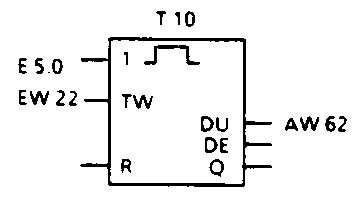 T 10
E 5.0 1
EW 22 TW
DU AW 62
DE
R Q